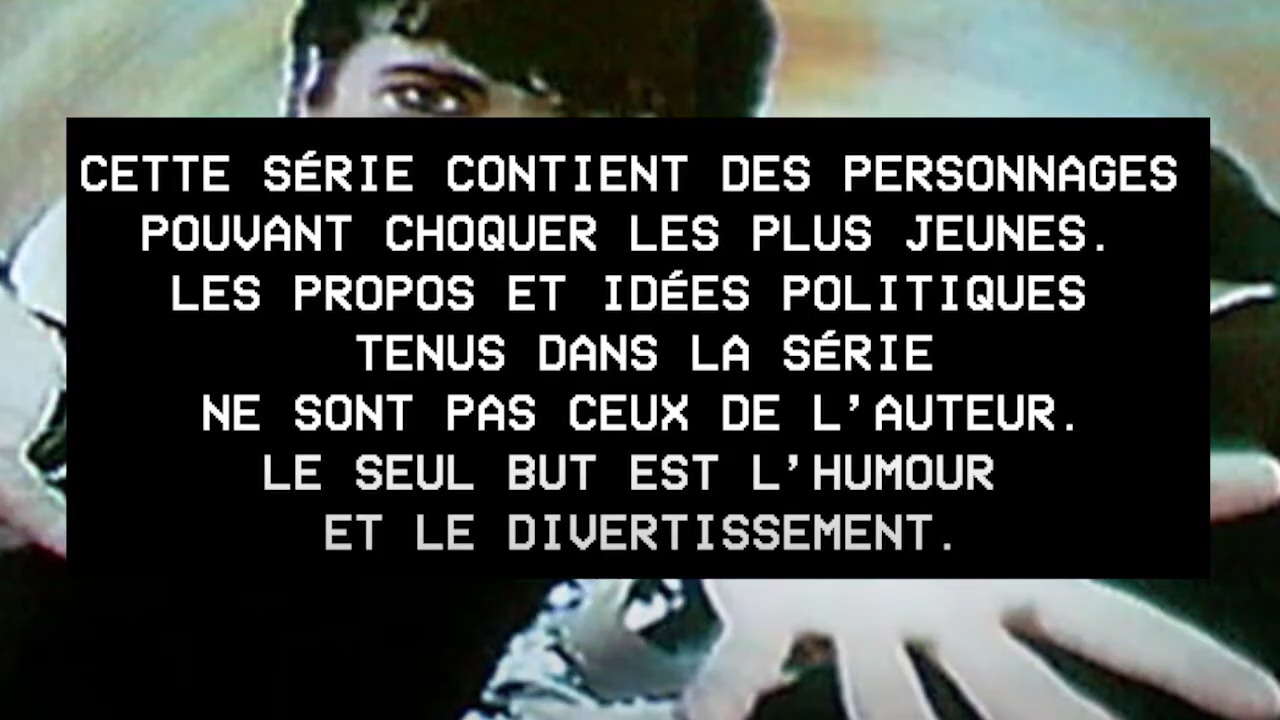 CETTE SÉRIE CONTIENT DES PERSONNAGES
POUVANT CHOQUER LES PLUS JEUNES.
LES PROPOS ET IDÉES POLITIQUES
TENUS DANS LA SÉRIE
NE SONT PAS CEUX DE L'AUTEUR.
LE SEUL BUT EST L'HUMOUR
ET LE DIVERTISSEMENT.